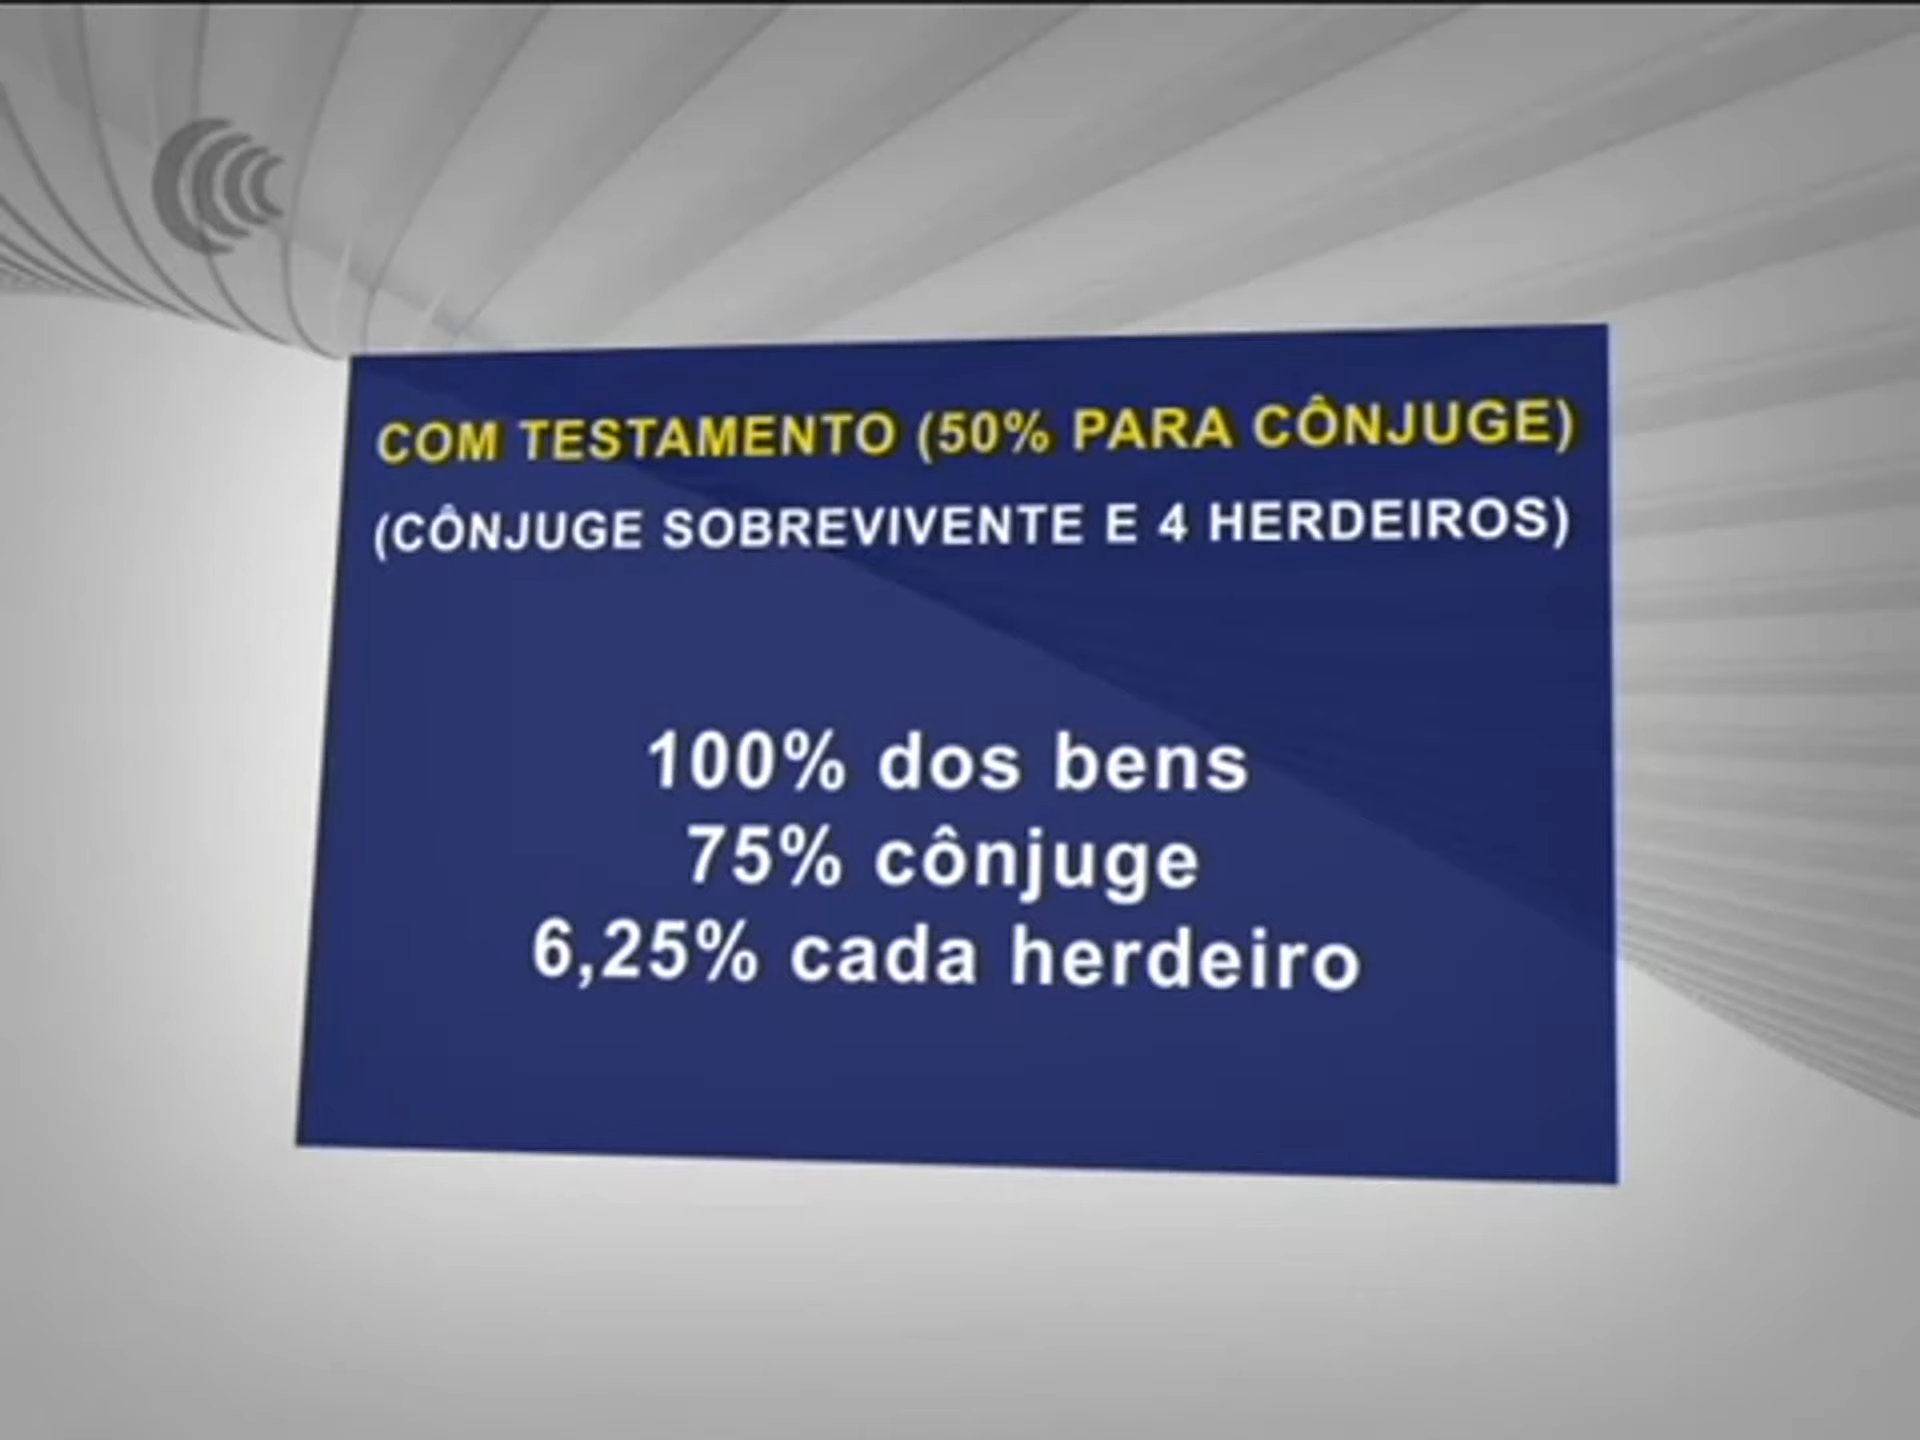 COM TESTAMENTO (50% PARA CÔNJUGE)
(CÔNJUGE SOBREVIVENTE E 4 HERDEIROS)
100% dos bens
75% cônjuge
6,25% cada herdeiro